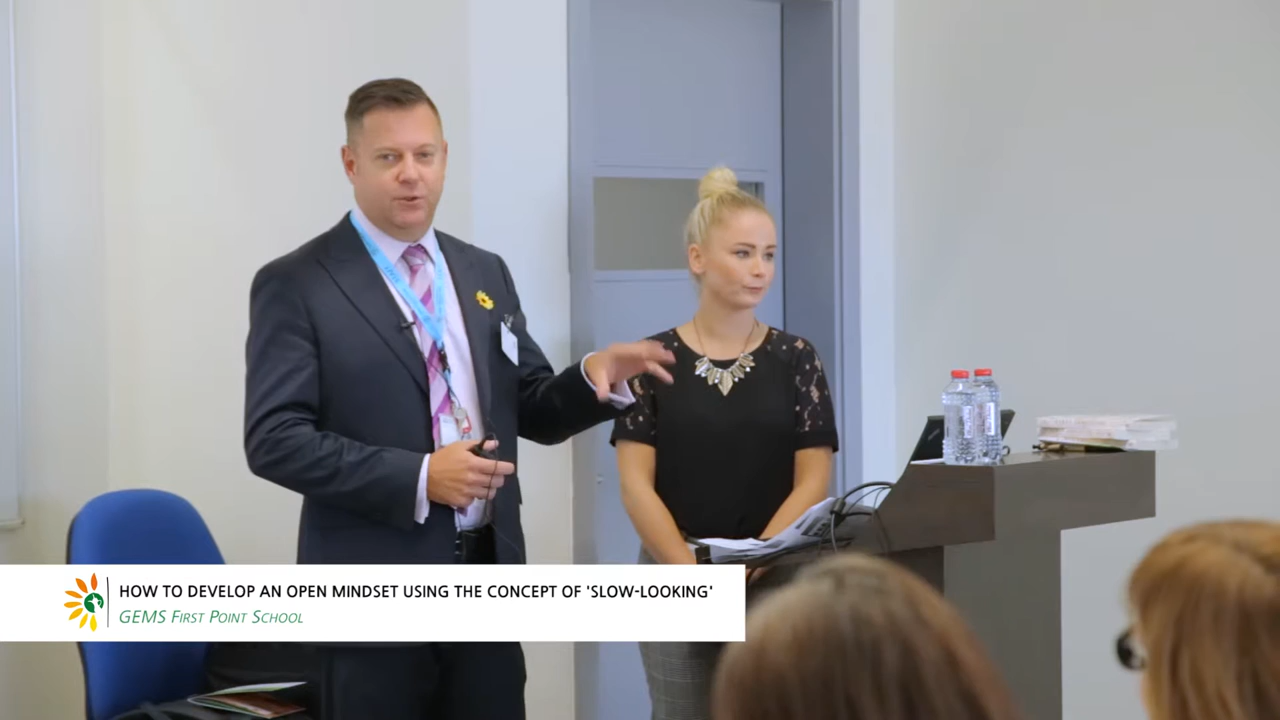 HOW TO DEVELOP AN OPEN MINDSET USING THE CONCEPT OF 'SLOW-LOOKING'
GEMS FIRST POINT SCHOOL